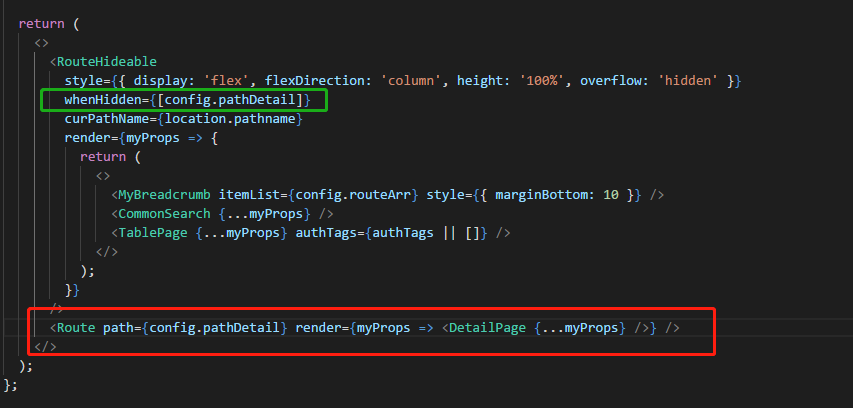 return (
<>
<RouteHideable
style={{ display: 'flex', flexDirection: 'column', height: '100%', overflow: 'hidden' }}
whenHidden={[config.pathDetail]}
curPathName={location.pathname}
render={myProps => {
return (
<>
<MyBreadcrumb itemList={config.routeArr} style={{ marginBottom: 10 }} />
<CommonSearch {...myProps} />
<TablePage {...myProps} authTags={authTags || []} />
</>
);
}}
/>
<Route path={config.pathDetail} render={myProps => <DetailPage {...myProps} />} />
</>
);
};